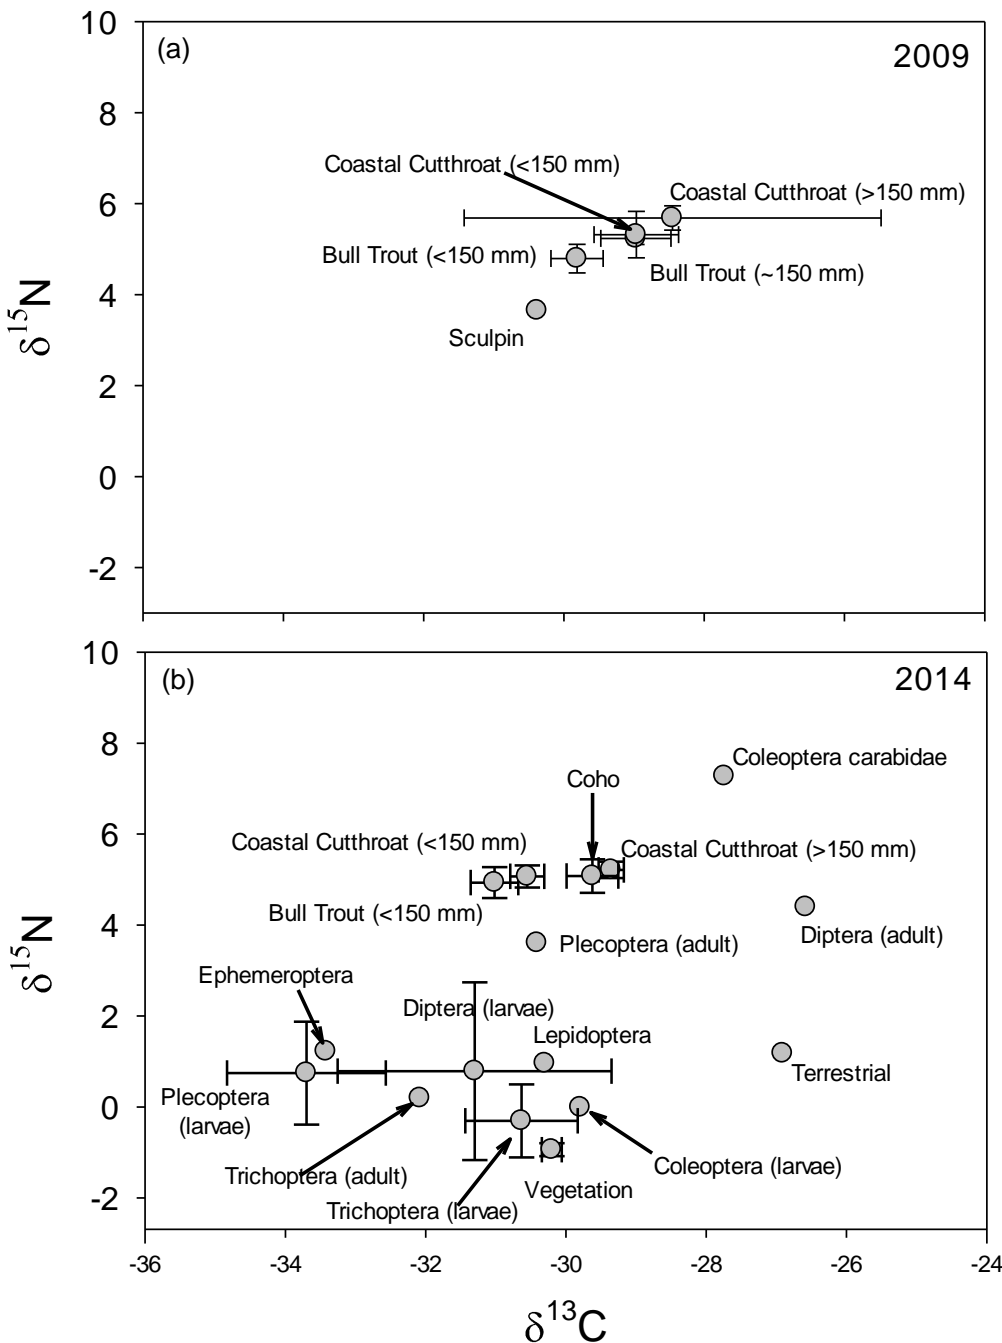 10
(a)
2009
8
Coastal Cutthroat (<150 mm)
Coastal Cutthroat (>150 mm)
6
Bull Trout (<150 mm)
Bull Trout (~150 mm)
δ15N
4
Sculpin
2
0
-2
10
(b)
2014
8
Coleoptera carabidae
Coho
6
Coastal Cutthroat (<150 mm)
Coastal Cutthroat (>150 mm)
Bull Trout (<150 mm)
Diptera (adult)
δ15N
4
Plecoptera (adult)
Ephemeroptera
Diptera (larvae)
2
Lepidoptera
Terrestrial
Plecoptera
(larvae)
0
Trichoptera (adult)
Coleoptera (larvae)
Vegetation
Trichoptera (larvae)
-2
-36 -34 -32 -30 -28 -26 -24
δ13C